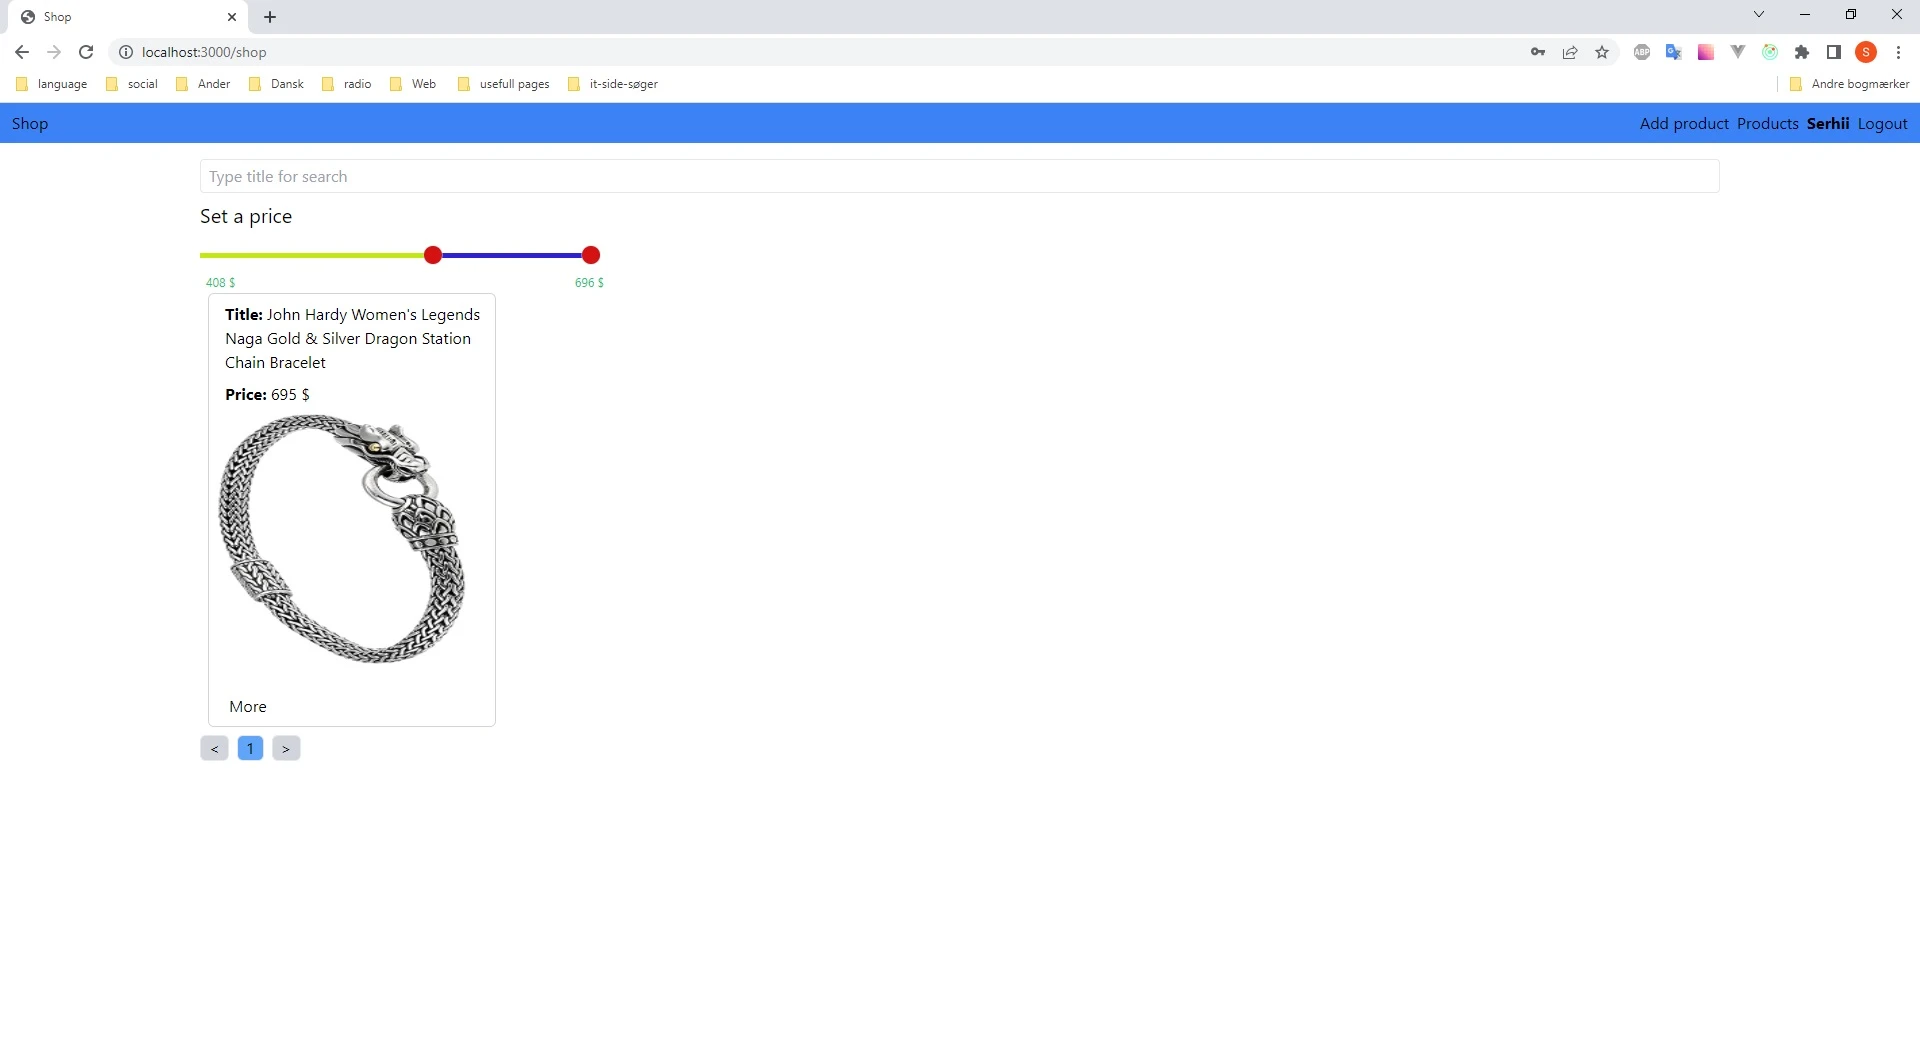 Shop
localhost:3000/shop
ABP
S
language social Ander Dansk radio Web usefull pages it-side-søger Andre bogmærker
Shop Add product Products Serhii Logout
Type title for search
Set a price
408 $ 696 $
Title: John Hardy Women's Legends
Naga Gold & Silver Dragon Station
Chain Bracelet
Price: 695 $
More
< 1 >